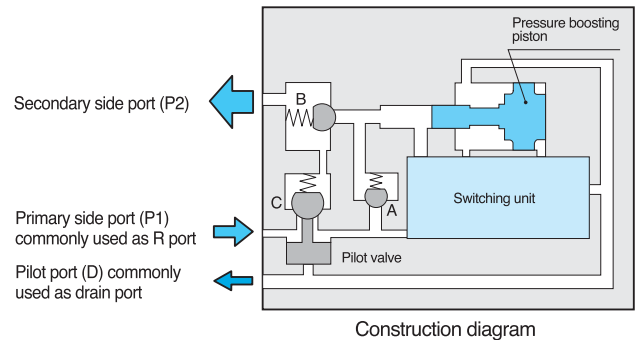 Pressure boosting
piston
Secondary side port (P2)
B
Switching unit
C
A
Primary side port (P1)
commonly used as R port
Pilot valve
Pilot port (D) commonly
used as drain port
Construction diagram